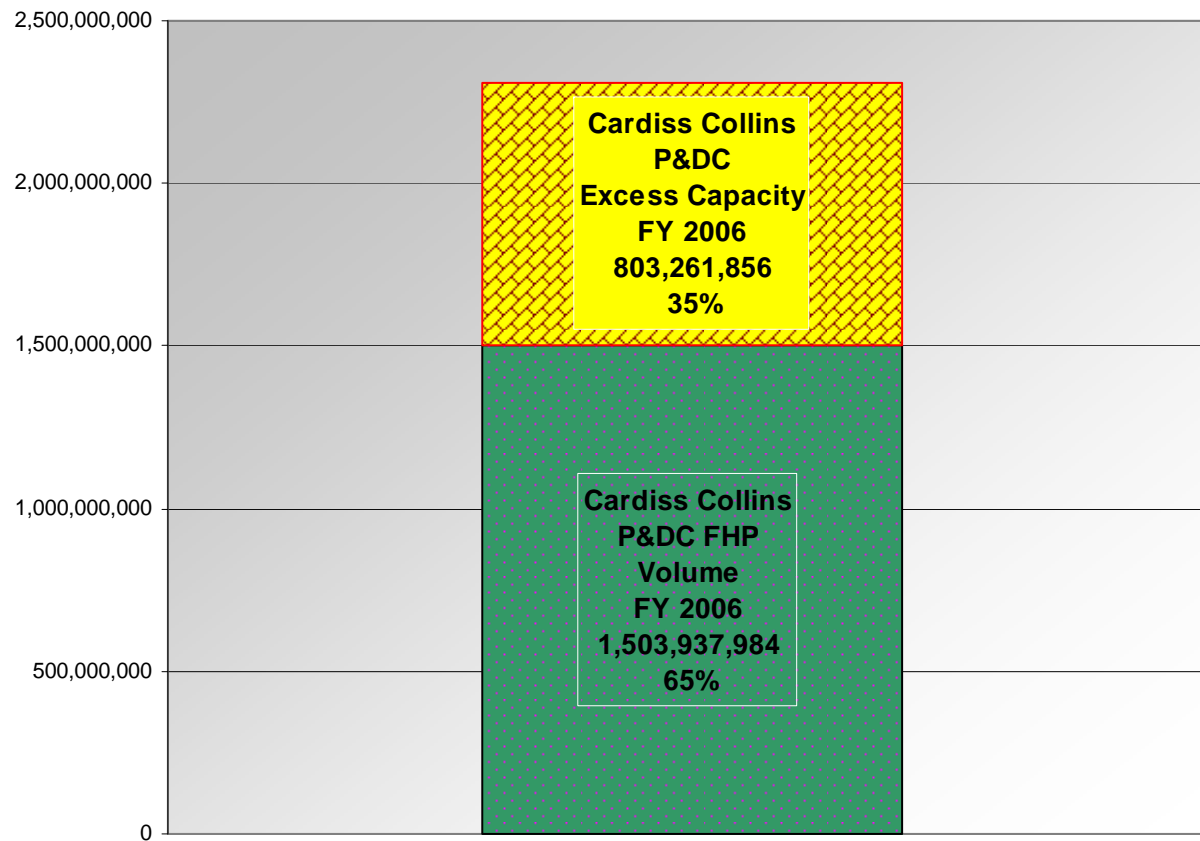 2,500,000,000
2,000,000,000
1,500,000,000
1,000,000,000
500,000,000
0
Cardiss Collins
P&DC
Excess Capacity
FY 2006
803,261,856
35%
Cardiss Collins
P&DC FHP
Volume
FY 2006
1,503,937,984
65%